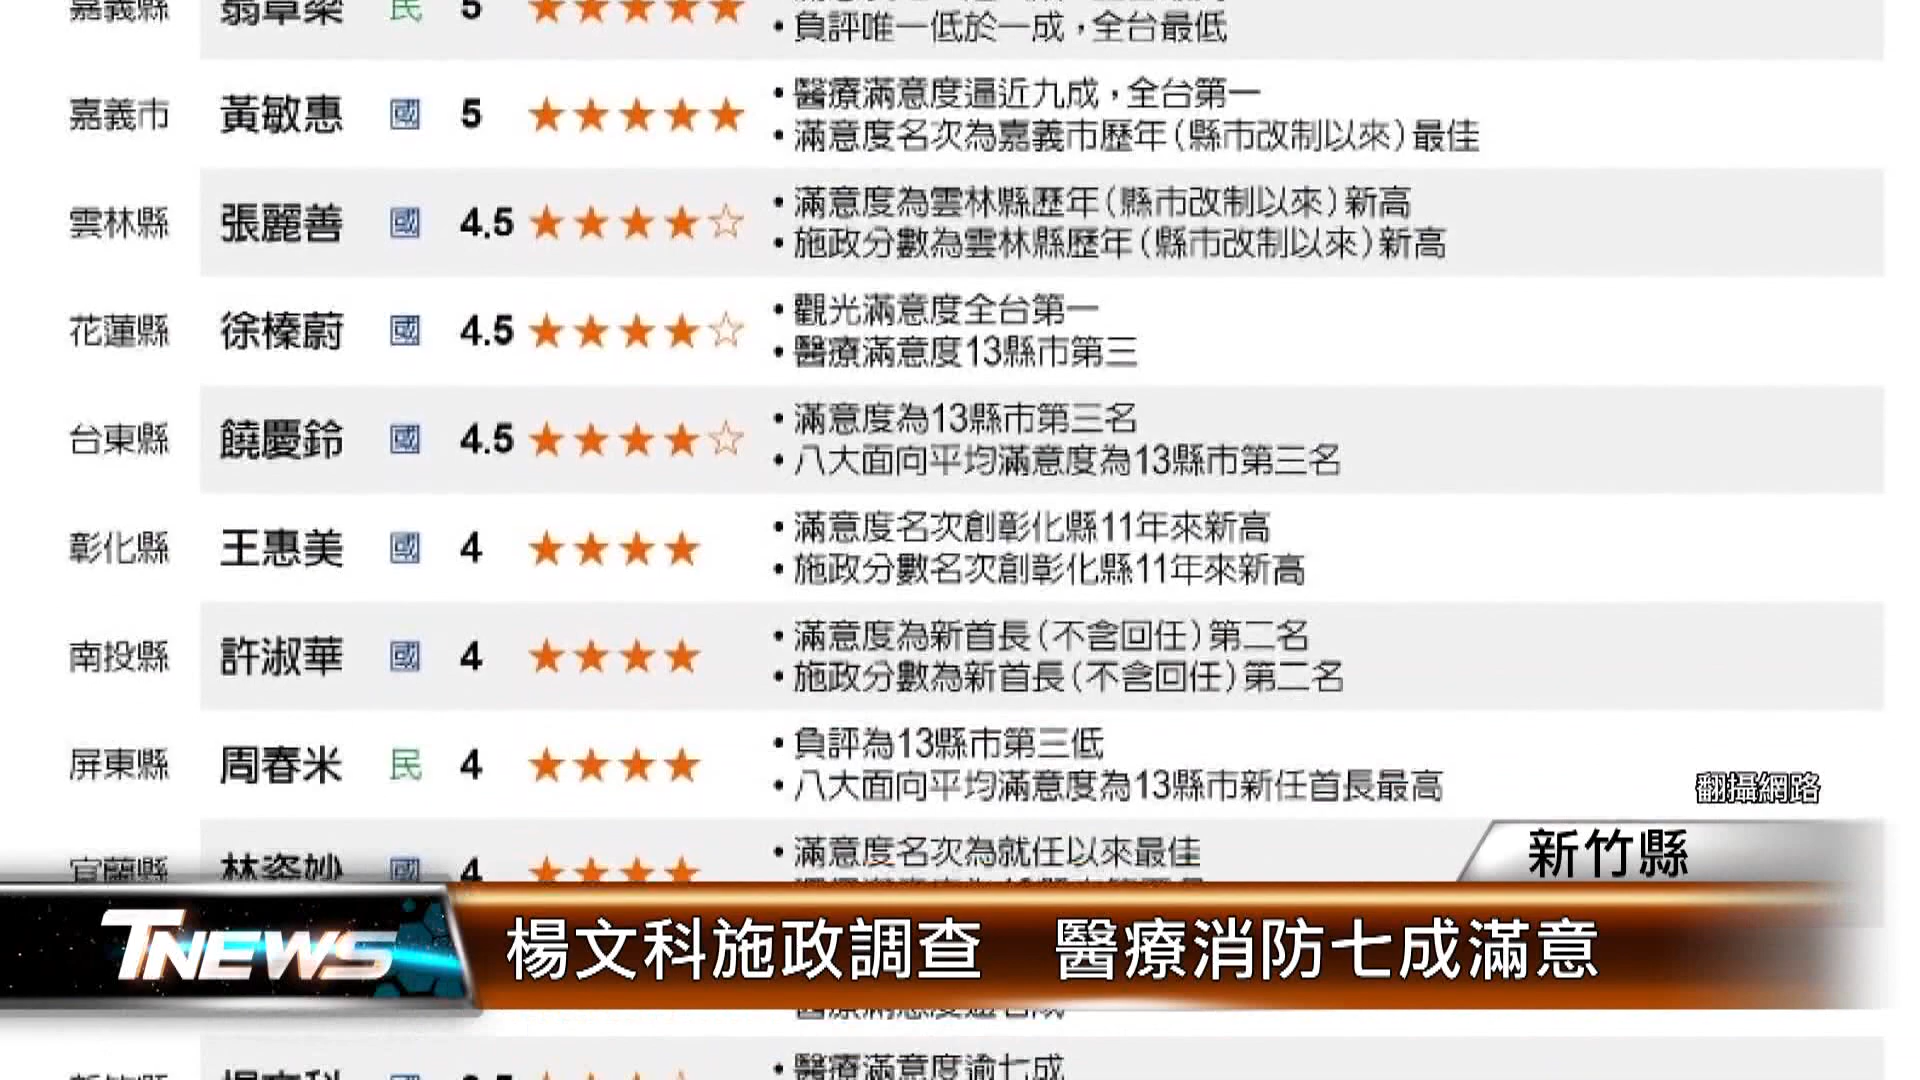 嘉義縣 翁章梁 民 5 ★★★★★
• 負評唯一低於一成，全台最低
嘉義市 黃敏惠 國 5 ★★★★★
• 醫療滿意度逼近九成，全台第一
• 滿意度名次為嘉義市歷年（縣市改制以來）最佳
雲林縣 張麗善 國 4.5 ★★★★☆
• 滿意度為雲林縣歷年（縣市改制以來）新高
• 施政分數為雲林縣歷年（縣市改制以來）新高
花蓮縣 徐榛蔚 國 4.5 ★★★★☆
• 觀光滿意度全台第一
• 醫療滿意度13縣市第三
台東縣 饒慶鈴 國 4.5 ★★★★☆
• 滿意度為13縣市第三名
• 八大面向平均滿意度為13縣市第三名
彰化縣 王惠美 國 4 ★★★★
• 滿意度名次創彰化縣11年來新高
• 施政分數名次創彰化縣11年來新高
南投縣 許淑華 國 4 ★★★★
• 滿意度為新首長（不含回任）第二名
• 施政分數為新首長（不含回任）第二名
屏東縣 周春米 民 4 ★★★★
• 負評為13縣市第三低
• 八大面向平均滿意度為13縣市新任首長最高
翻攝網路
宜蘭縣 林姿妙 國 4 ★★★★
• 滿意度名次為就任以來最佳
新竹縣
TNEWS
楊文科施政調查 醫療消防七成滿意
• 醫療滿意度逾七成